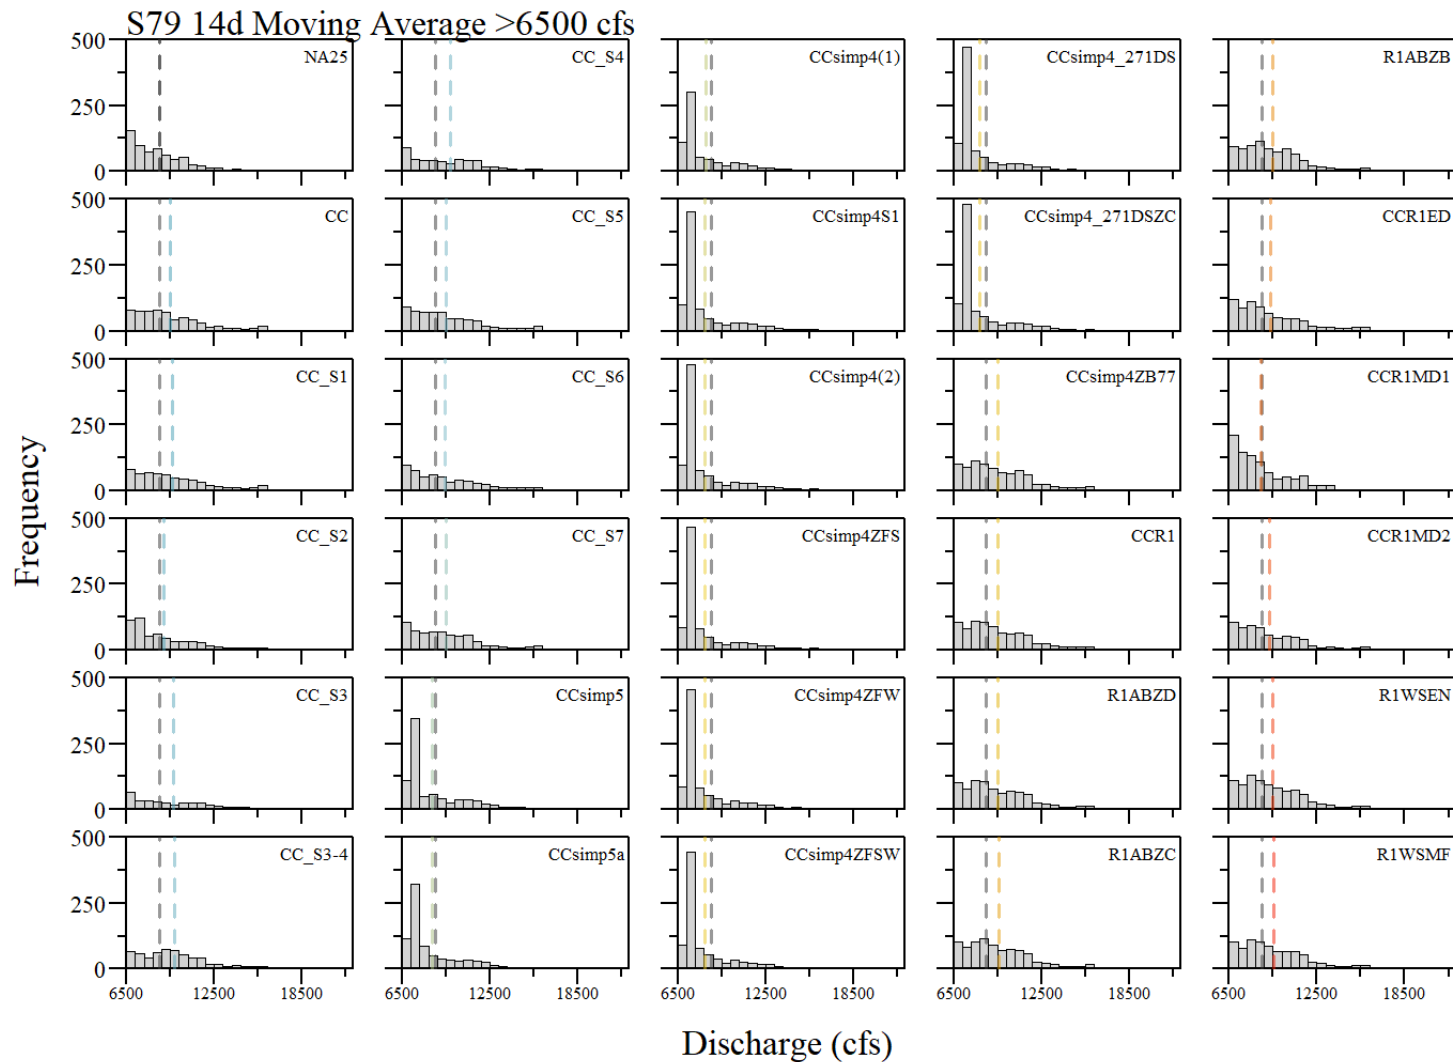 S79 14d Moving Average >6500 cfs
500
250
0
NA25
CC_S4
CCsimp4(1)
CCsimp4_271DS
R1ABZB
500
250
0
CC
CC_S5
CCsimp4S1
CCsimp4_271DSZC
CCR1ED
500
250
0
CC_S1
CC_S6
CCsimp4(2)
CCsimp4ZB77
CCR1MD1
500
250
0
CC_S2
CC_S7
CCsimp4ZFS
CCR1
CCR1MD2
500
250
0
CC_S3
CCsimp5
CCsimp4ZFW
R1ABZD
R1WSEN
500
250
0
CC_S3-4
CCsimp5a
CCsimp4ZFSW
R1ABZC
R1WSMF
6500 12500 18500
6500 12500 18500
6500 12500 18500
6500 12500 18500
6500 12500 18500
Frequency
Discharge (cfs)